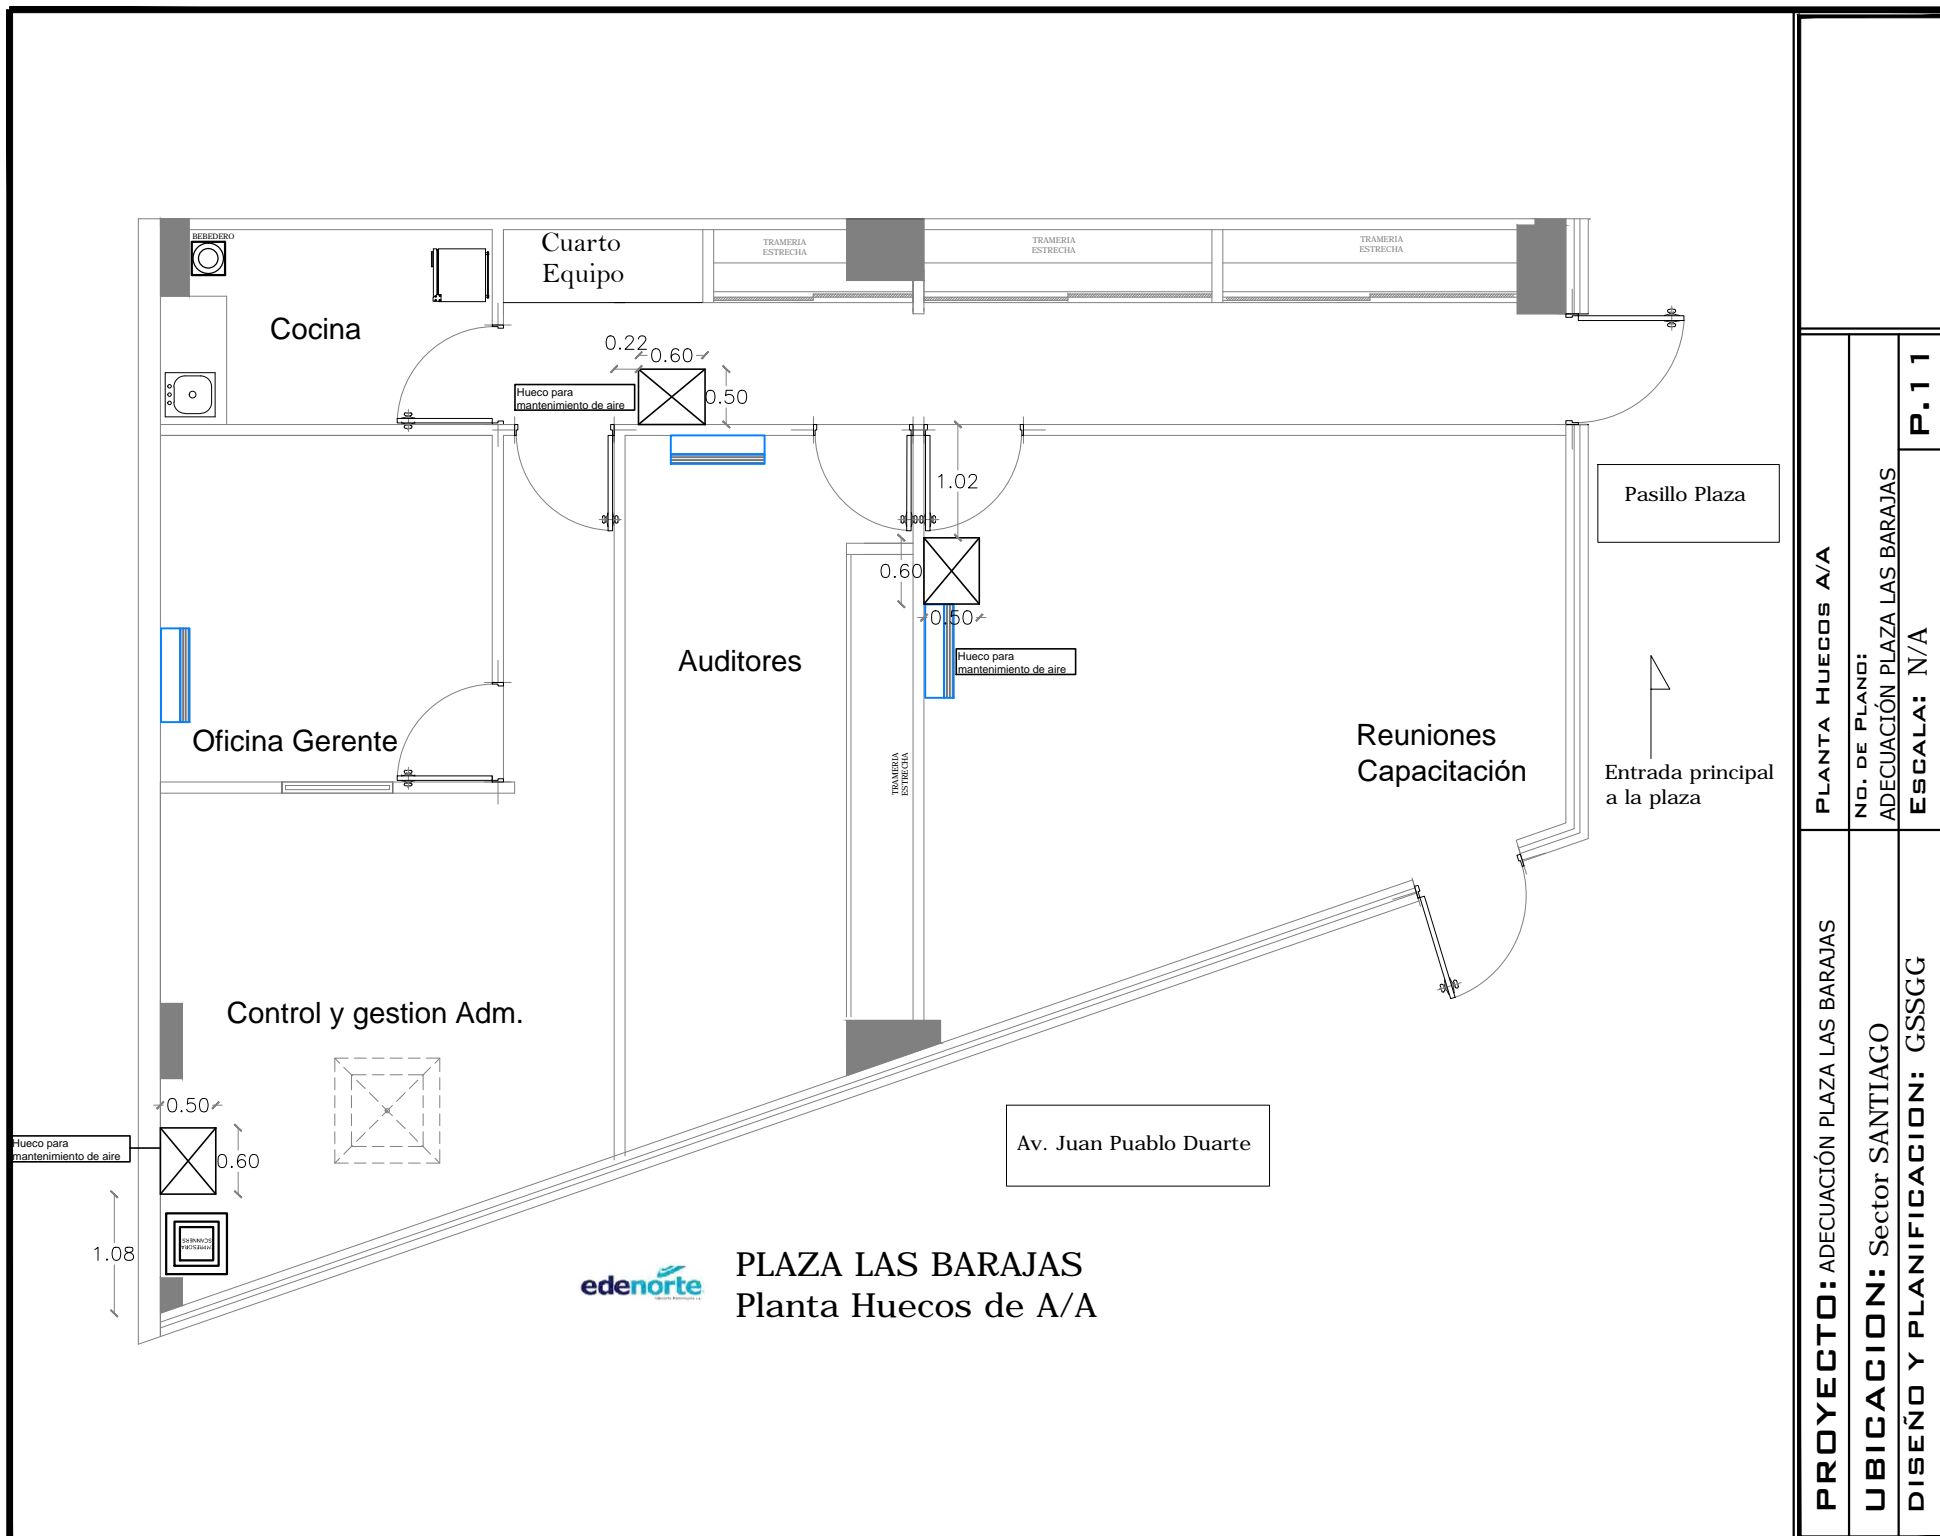 BEBEDERO
Cuarto
Equipo
TRAMERIA
ESTRECHA
TRAMERIA
ESTRECHA
TRAMERIA
ESTRECHA
Cocina
0.22
0.60
0.50
Hueco para
mantenimiento de aire
1.02
0.60
0.50
Hueco para
mantenimiento de aire
Auditores
Oficina Gerente
TRAMERIA
ESTRECHA
Reuniones
Capacitación
Pasillo Plaza
Entrada principal
a la plaza
Control y gestion Adm.
0.50
0.60
Hueco para
mantenimiento de aire
1.08
IMPRESORA
SCANNERS
Av. Juan Puablo Duarte
edenorte
PLAZA LAS BARAJAS
Planta Huecos de A/A
PLANTA HUECOS A/A
No. DE PLANO:
ADECUACIÓN PLAZA LAS BARAJAS
ESCALA: N/A
P.11
PROYECTO: ADECUACIÓN PLAZA LAS BARAJAS
UBICACION: Sector SANTIAGO
DISEÑO Y PLANIFICACION: GSSGG